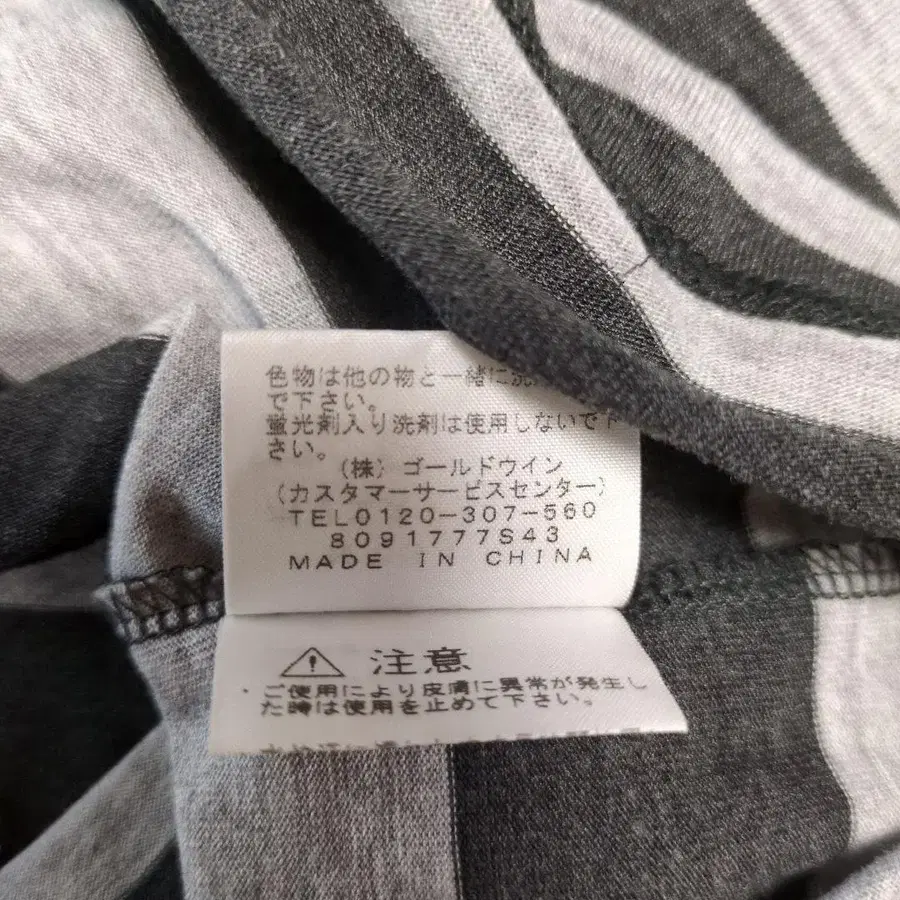 色物は他の物と一緒に洗
で下さい。
蛍光剤入り洗剤は使用しないで下
さい。
(株) ゴールドウイン
(カスタマーサービスセンター)
TEL0120-307-560
8091777S43
MADE IN CHINA
注意
・ご使用により皮膚に異常が発生し
た時は使用を止めて下さい。